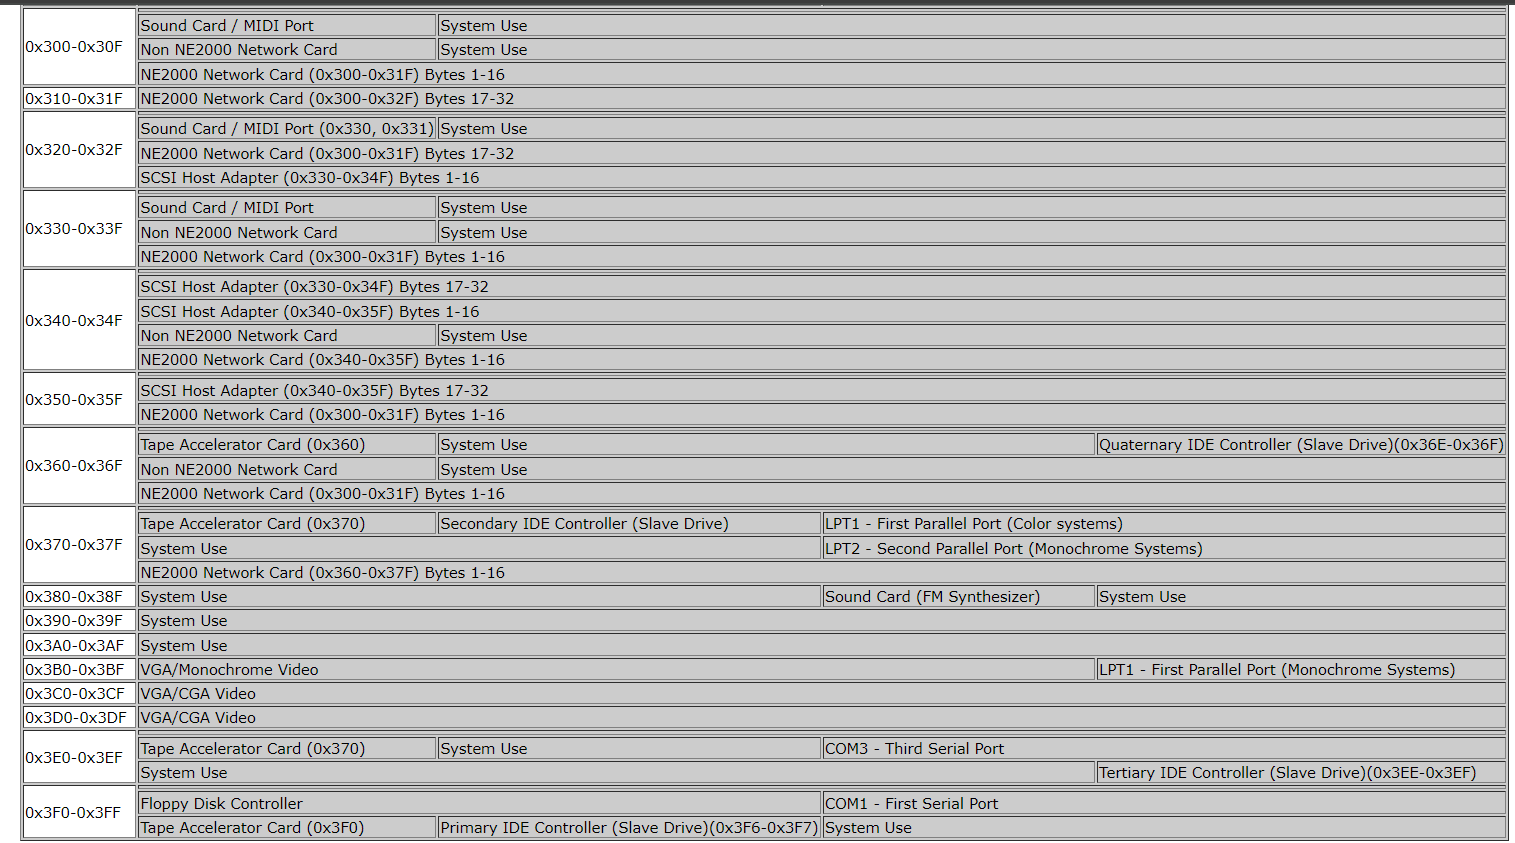 0x300-0x30F
Sound Card / MIDI Port System Use
Non NE2000 Network Card System Use
NE2000 Network Card (0x300-0x31F) Bytes 1-16
0x310-0x31F NE2000 Network Card (0x300-0x32F) Bytes 17-32
0x320-0x32F
Sound Card / MIDI Port (0x330, 0x331) System Use
NE2000 Network Card (0x300-0x31F) Bytes 17-32
SCSI Host Adapter (0x330-0x34F) Bytes 1-16
0x330-0x33F
Sound Card / MIDI Port System Use
Non NE2000 Network Card System Use
NE2000 Network Card (0x300-0x31F) Bytes 1-16
0x340-0x34F
SCSI Host Adapter (0x330-0x34F) Bytes 17-32
SCSI Host Adapter (0x340-0x35F) Bytes 1-16
Non NE2000 Network Card System Use
NE2000 Network Card (0x340-0x35F) Bytes 1-16
0x350-0x35F
SCSI Host Adapter (0x340-0x35F) Bytes 17-32
NE2000 Network Card (0x300-0x31F) Bytes 1-16
0x360-0x36F
Tape Accelerator Card (0x360) System Use Quaternary IDE Controller (Slave Drive)(0x36E-0x36F)
Non NE2000 Network Card System Use
NE2000 Network Card (0x300-0x31F) Bytes 1-16
0x370-0x37F
Tape Accelerator Card (0x370) Secondary IDE Controller (Slave Drive) LPT1 - First Parallel Port (Color systems)
System Use LPT2 - Second Parallel Port (Monochrome Systems)
NE2000 Network Card (0x360-0x37F) Bytes 1-16
0x380-0x38F System Use Sound Card (FM Synthesizer) System Use
0x390-0x39F System Use
0x3A0-0x3AF System Use
0x3B0-0x3BF VGA/Monochrome Video LPT1 - First Parallel Port (Monochrome Systems)
0x3C0-0x3CF VGA/CGA Video
0x3D0-0x3DF VGA/CGA Video
0x3E0-0x3EF
Tape Accelerator Card (0x370) System Use COM3 - Third Serial Port
System Use Tertiary IDE Controller (Slave Drive)(0x3EE-0x3EF)
0x3F0-0x3FF
Floppy Disk Controller COM1 - First Serial Port
Tape Accelerator Card (0x3F0) Primary IDE Controller (Slave Drive)(0x3F6-0x3F7) System Use